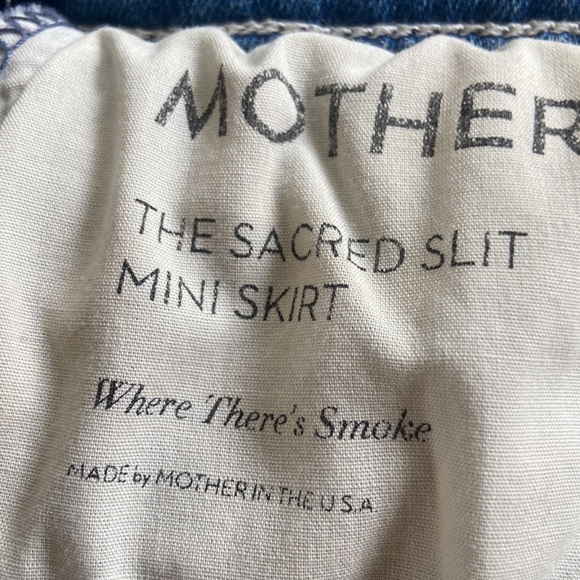 MOTHER
THE SACRED SLIT
MINI SKIRT
Where There's Smoke
MADE by MOTHER IN THE U.S.A